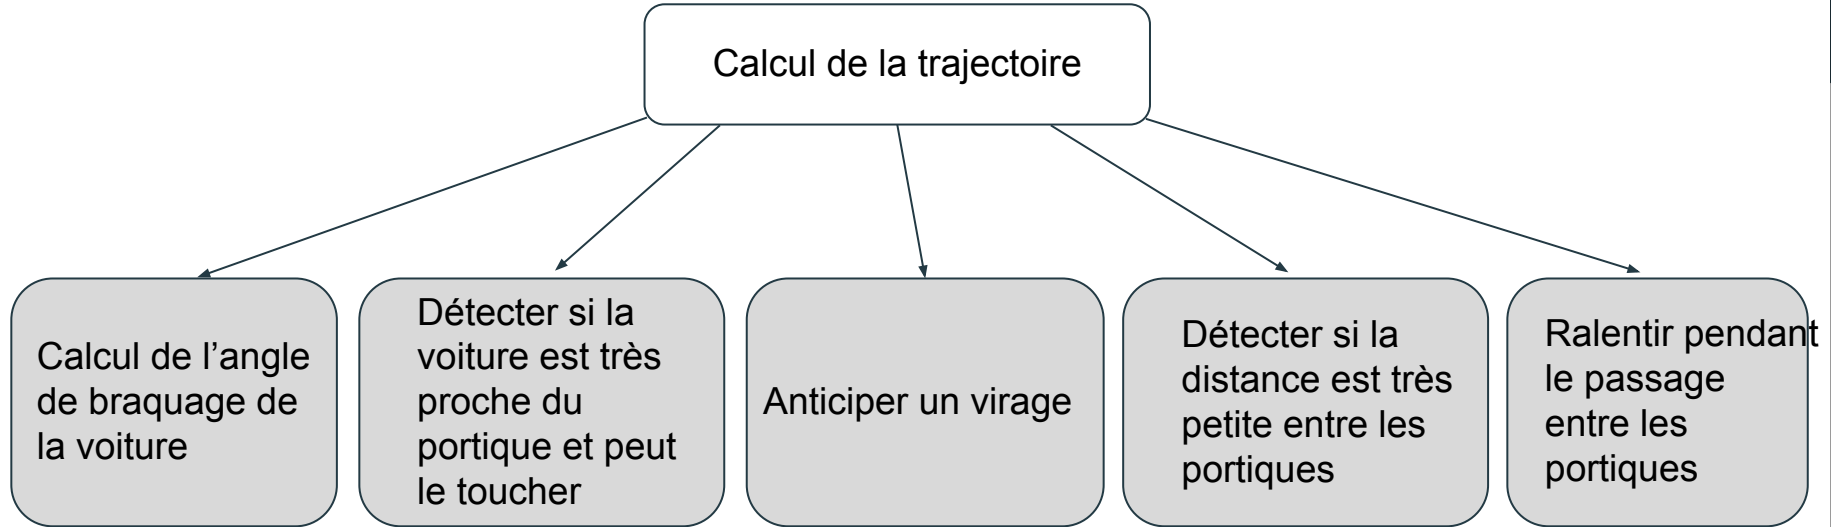 Calcul de la trajectoire
Calcul de l’angle
de braquage de
la voiture
Détecter si la
voiture est très
proche du
portique et peut
le toucher
Anticiper un virage
Détecter si la
distance est très
petite entre les
portiques
Ralentir pendant
le passage
entre les
portiques